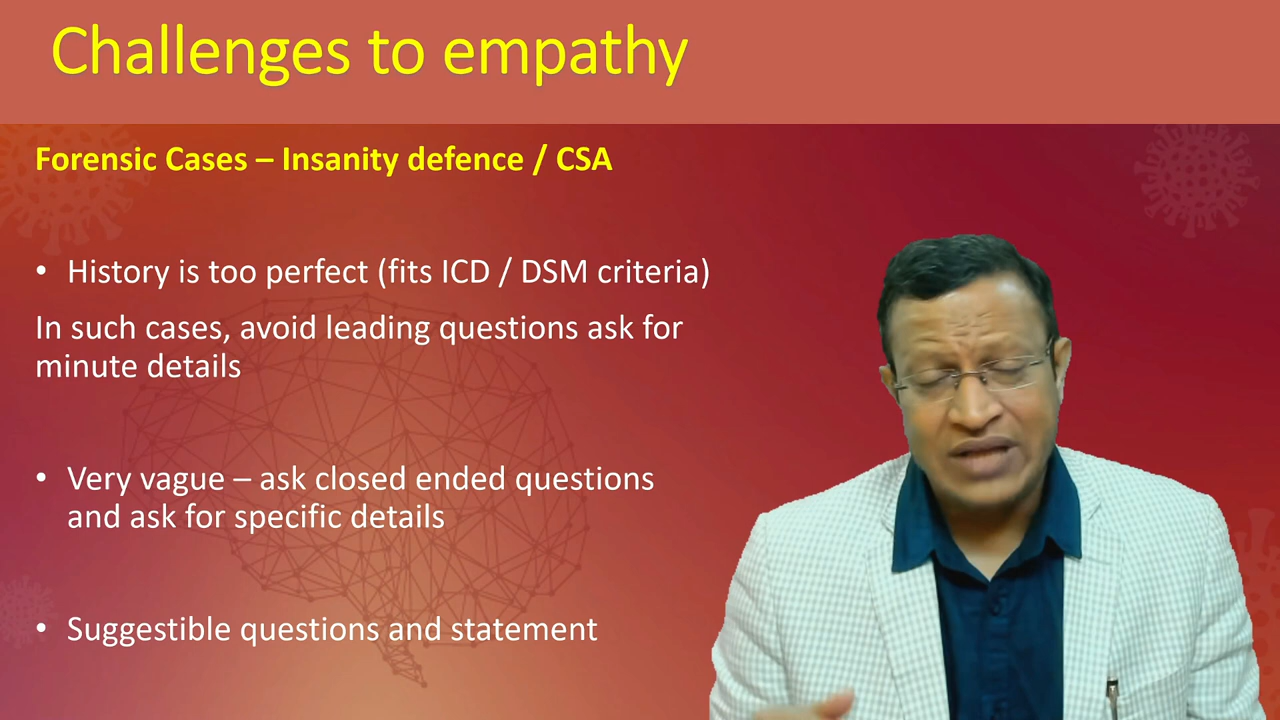 Challenges to empathy
Forensic Cases – Insanity defence / CSA
• History is too perfect (fits ICD / DSM criteria)
In such cases, avoid leading questions ask for
minute details
• Very vague – ask closed ended questions
and ask for specific details
• Suggestible questions and statement